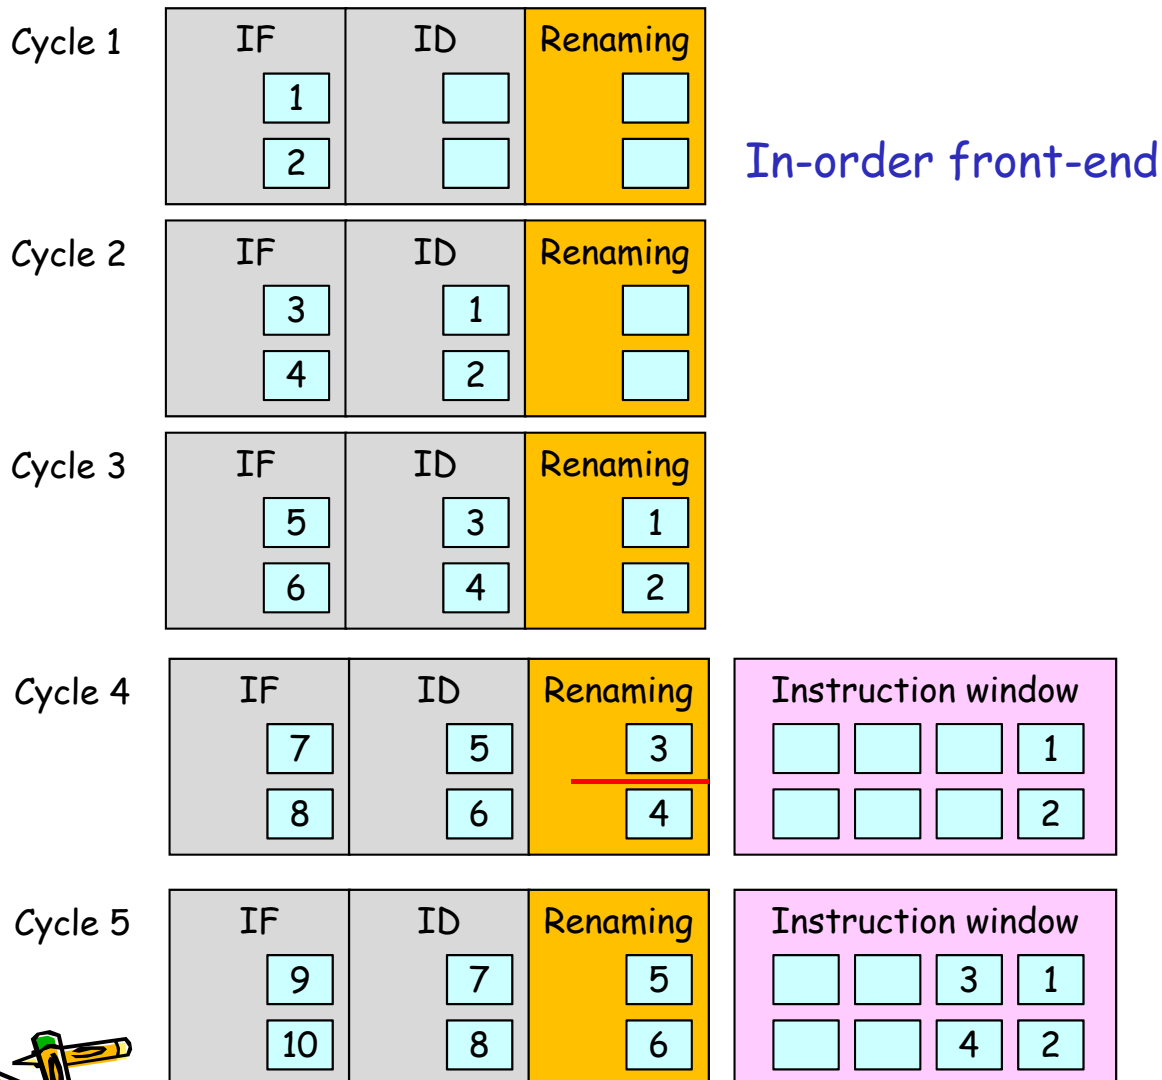 Cycle 1 IF ID Renaming
1
2
In-order front-end
Cycle 2 IF ID Renaming
3 1
4 2
Cycle 3 IF ID Renaming
5 3 1
6 4 2
Cycle 4 IF ID Renaming Instruction window
7 5 3 1
8 6 4 2
Cycle 5 IF ID Renaming Instruction window
9 7 5 3 1
10 8 6 4 2